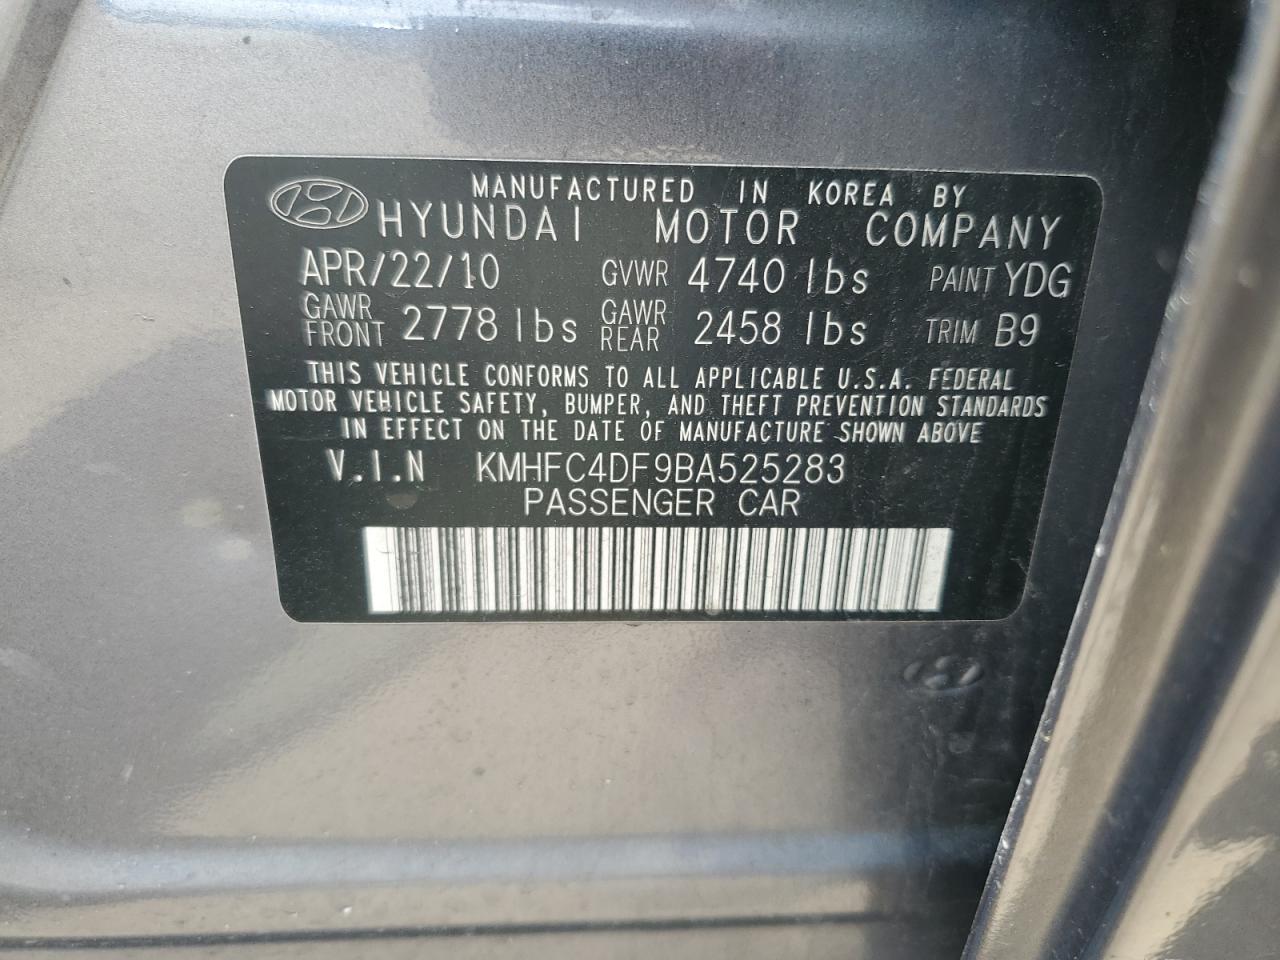 MANUFACTURED IN KOREA BY
HYUNDAI MOTOR COMPANY
APR/22/10 GVWR 4740 lbs PAINT YDG
GAWR FRONT 2778 lbs GAWR REAR 2458 lbs TRIM B9
THIS VEHICLE CONFORMS TO ALL APPLICABLE U.S.A. FEDERAL
MOTOR VEHICLE SAFETY, BUMPER, AND THEFT PREVENTION STANDARDS
IN EFFECT ON THE DATE OF MANUFACTURE SHOWN ABOVE
V.I.N KMHFC4DF9BA525283
PASSENGER CAR